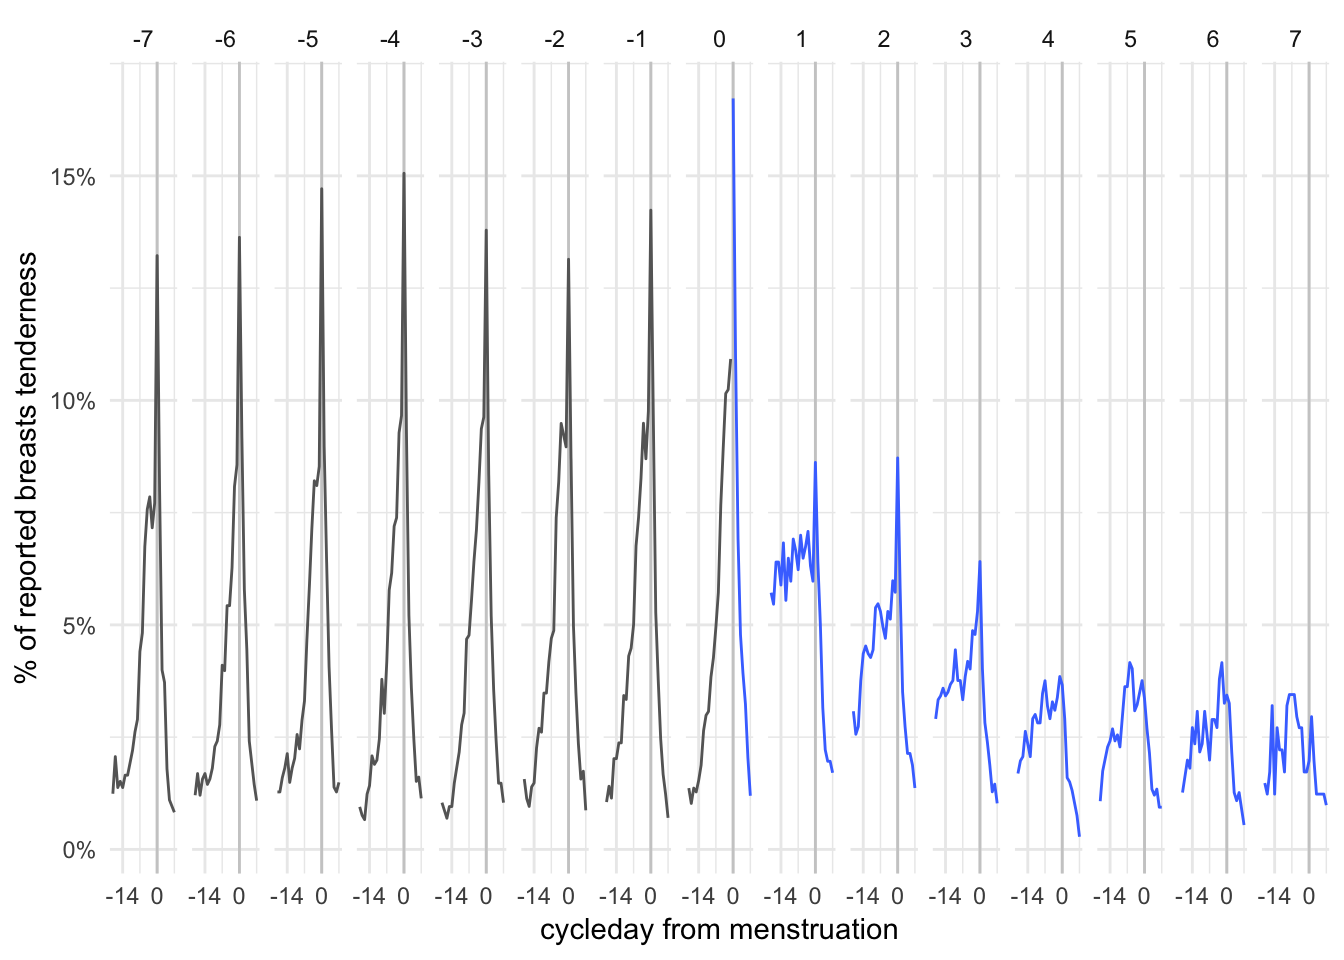 -7 -6 -5 -4 -3 -2 -1 0 1 2 3 4 5 6 7
% of reported breasts tenderness
15%
10%
5%
0%
-14 0 -14 0 -14 0 -14 0 -14 0 -14 0 -14 0 -14 0 -14 0 -14 0 -14 0 -14 0 -14 0 -14 0 -14 0
cycleday from menstruation